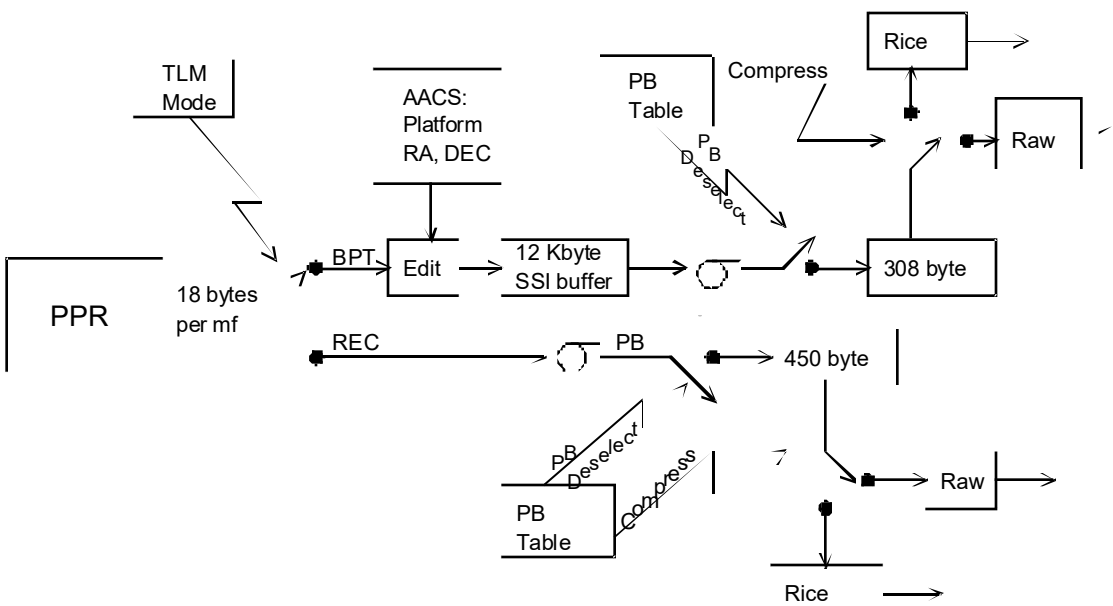 Rice
Compress
TLM
Mode
PB
Table
AACS:
Platform
RA, DEC
Raw
PB
Deselect
BPT
Edit
12 Kbyte
SSI buffer
308 byte
18 bytes
per mf
PPR
REC
PB
450 byte
PB
Deselect
Compress
Raw
PB
Table
Rice